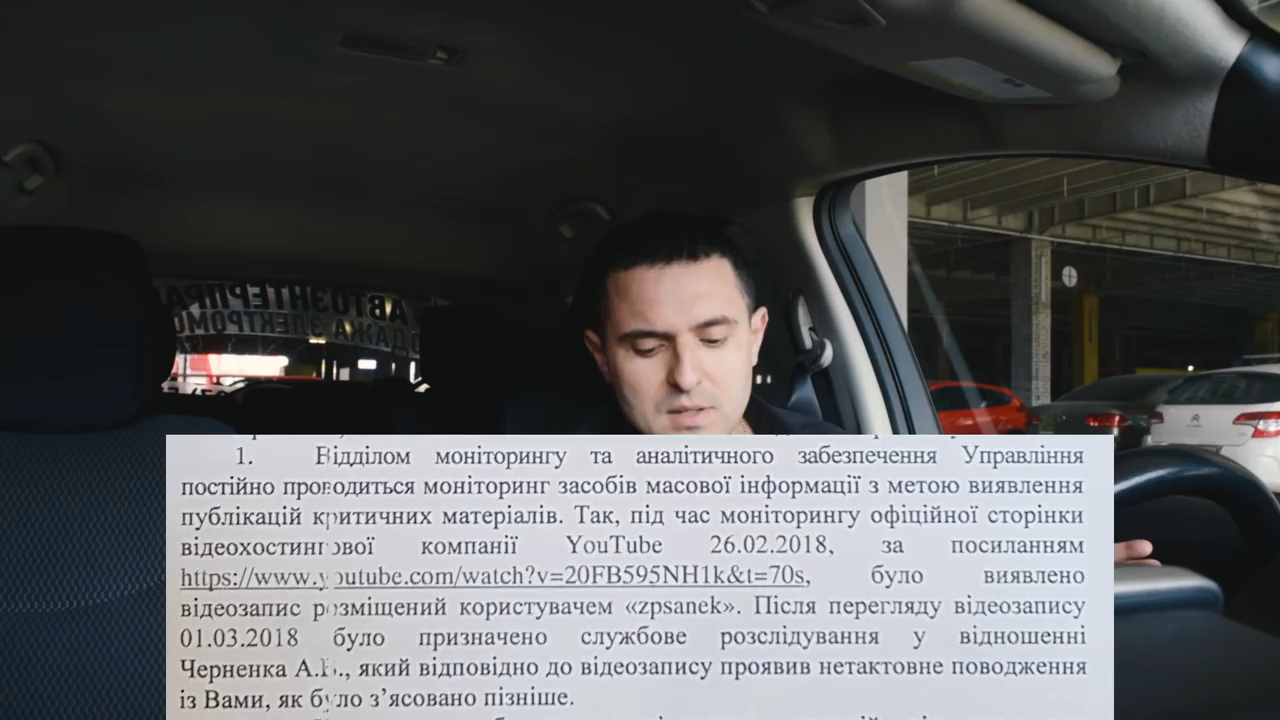 АВТОЭНТЕРПРА
ОДАЖА ЭЛЕКТРОМО
1. Відділом моніторингу та аналітичного забезпечення Управління
постійно проводиться моніторинг засобів масової інформації з метою виявлення
публікацій критичних матеріалів. Так, під час моніторингу офіційної сторінки
відеохостингової компанії YouTube 26.02.2018, за посиланням
https://www.youtube.com/watch?v=20FB595NH1k&t=70s, було виявлено
відеозапис розміщений користувачем «zpsanek». Після перегляду відеозапису
01.03.2018 було призначено службове розслідування у відношенні
Черненка А.В., який відповідно до відеозапису проявив нетактовне поводження
із Вами, як було з’ясовано пізніше.